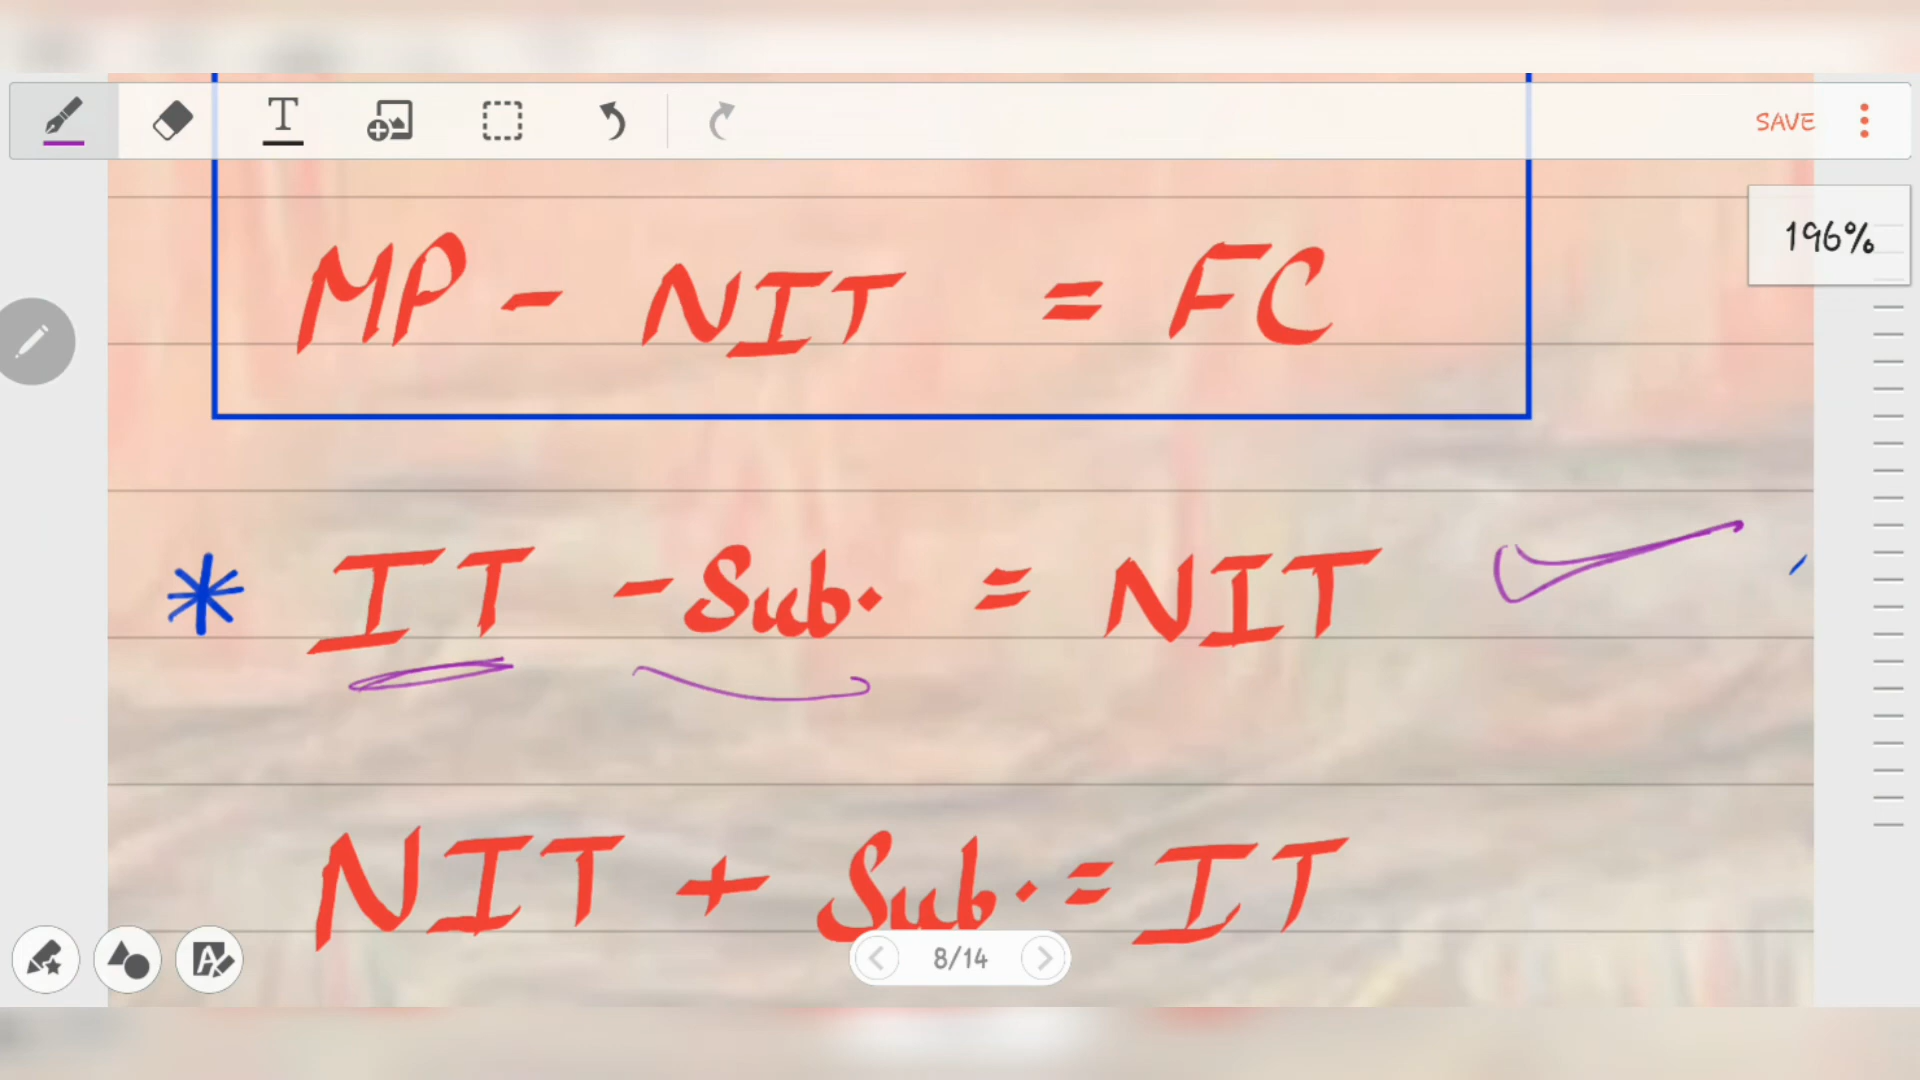 T
SAVE
196%
MP - NIT = FC
* IT - Sub. = NIT
NIT + Sub. = IT
8/14